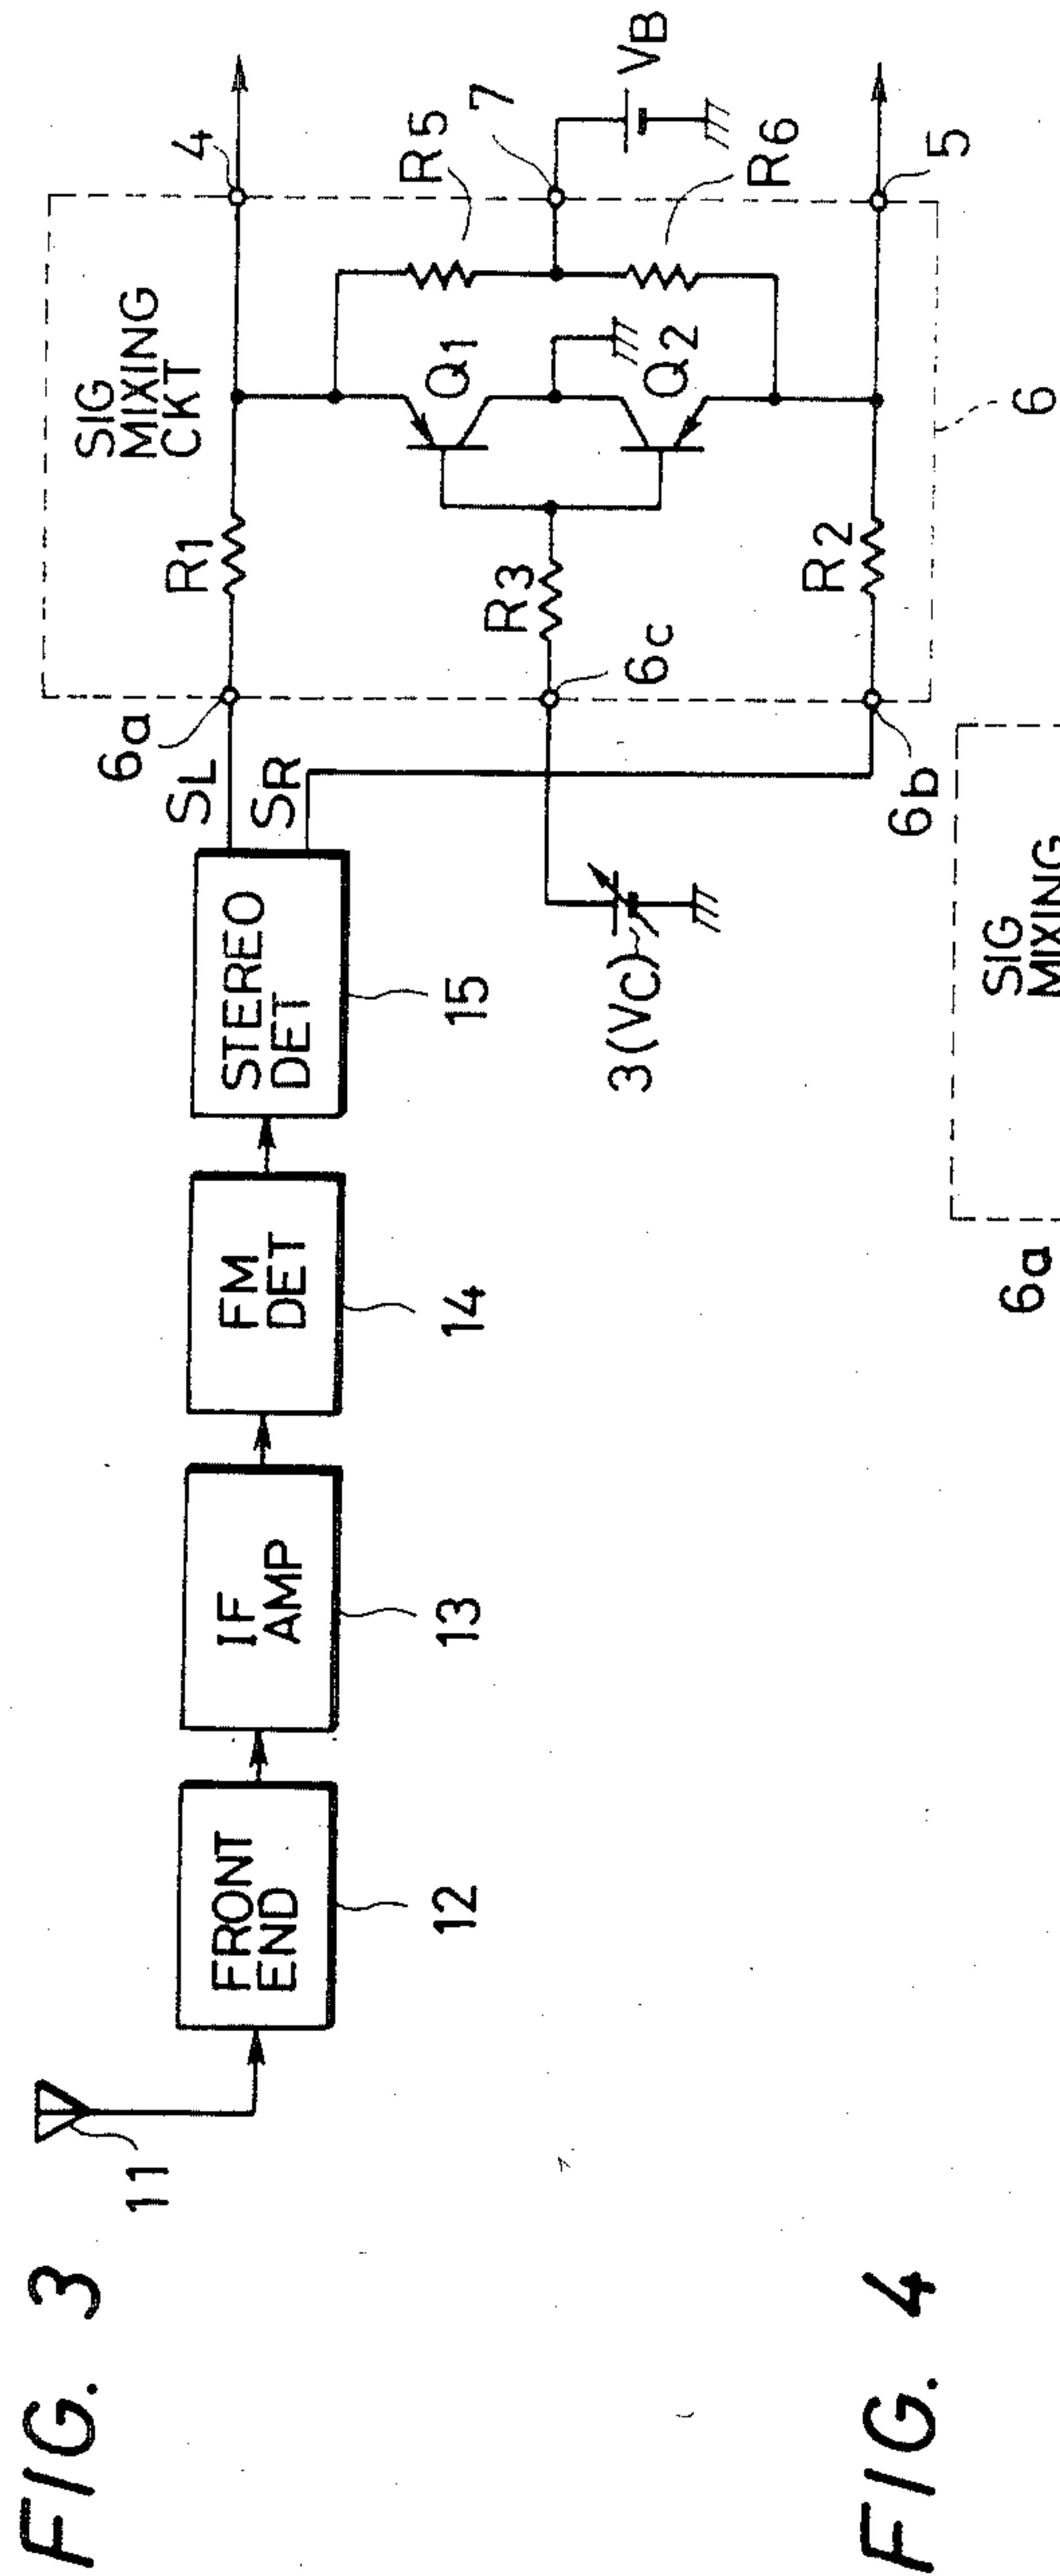 FIG. 3
11
FRONT
END
12
IF
AMP
13
FM
DET
14
STEREO
DET
15
SL
SR
6a
6b
6c
3(VC)
SIG
MIXING
CKT
R1
R2
R3
Q1
Q2
R5
R6
4
7
VB
5
6
FIG. 4
6a
SIG
MIXING